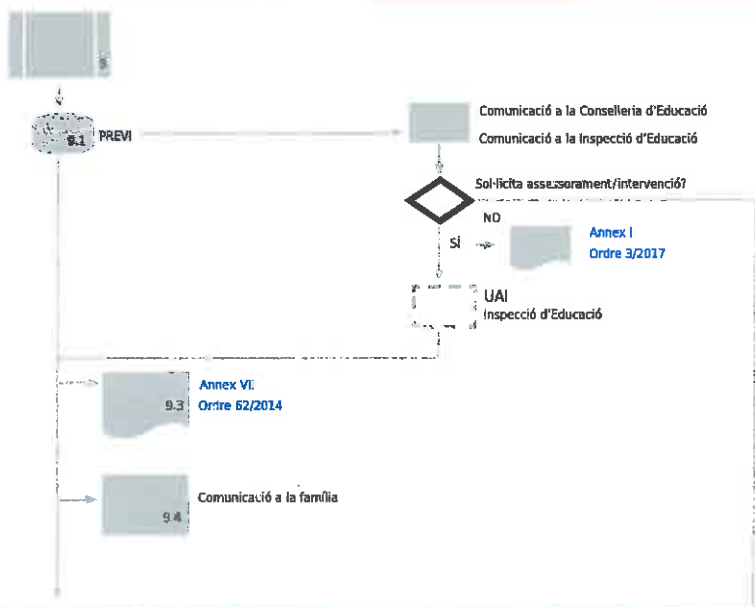 9
9.1 PREVI
Comunicació a la Conselleria d'Educació
Comunicació a la Inspecció d'Educació
Sol·licita assessorament/intervenció?
NO
SÍ
Annex I
Ordre 3/2017
UAI
Inspecció d'Educació
Annex VII
9.3 Ordre 62/2014
Comunicació a la família
9.4